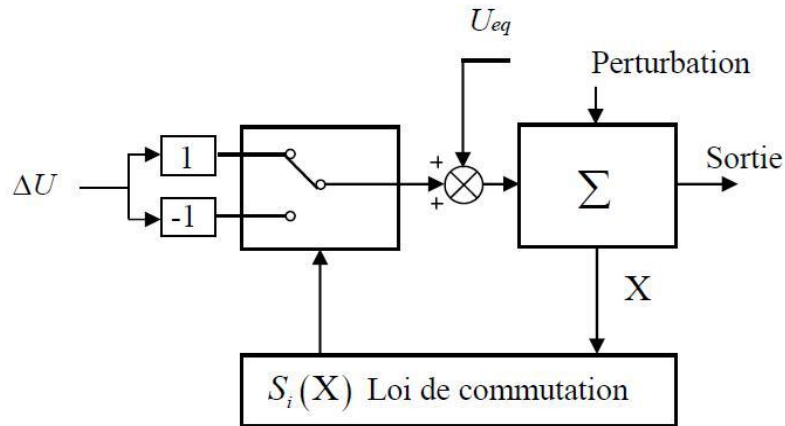 U_eq
Perturbation
1
ΔU
-1
+
+
Σ
Sortie
X
S_i(X) Loi de commutation